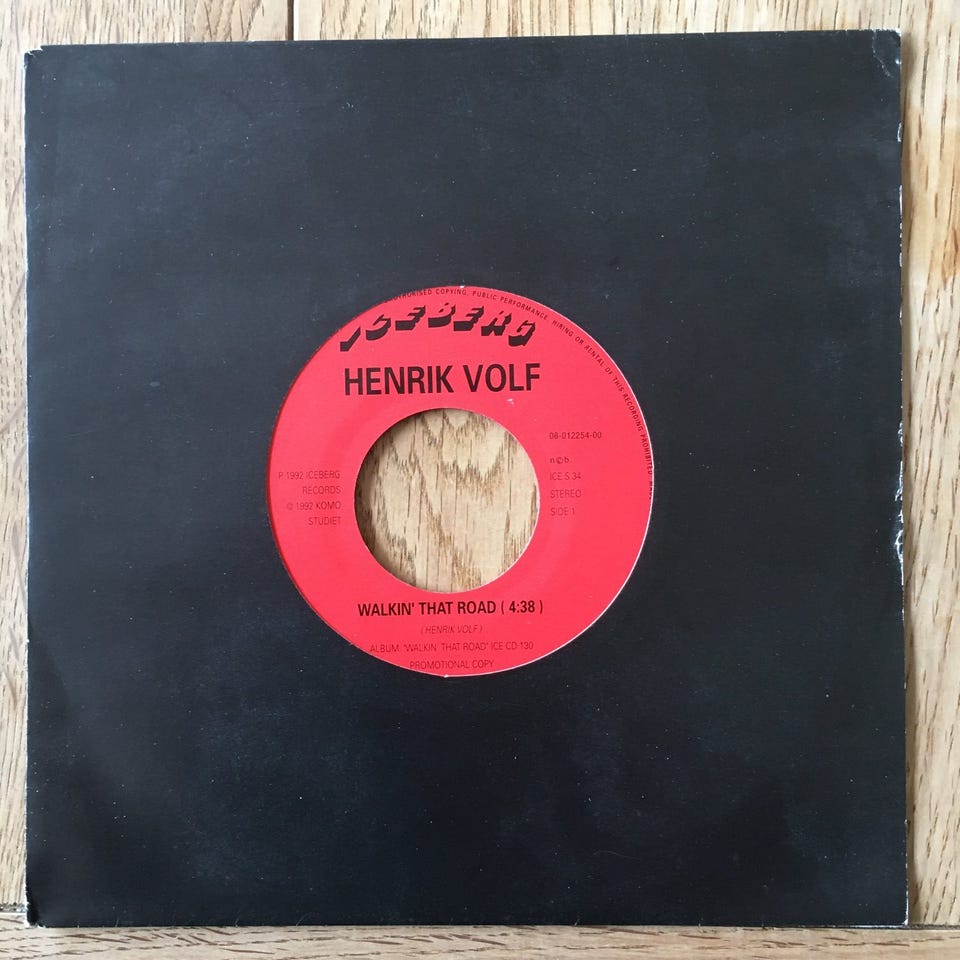 AUTHORISED COPYING, PUBLIC PERFORMANCE, HIRING OR RENTAL OF THIS RECORDING PROHIBITED.
ICEBERG
HENRIK VOLF
08-012254-00
n©b
ICE S 34
STEREO
SIDE 1
P 1992 ICEBERG
RECORDS
© 1992 KOMO
STUDIET
WALKIN' THAT ROAD ( 4:38 )
( HENRIK VOLF )
ALBUM: "WALKIN' THAT ROAD" ICE CD 130
PROMOTIONAL COPY